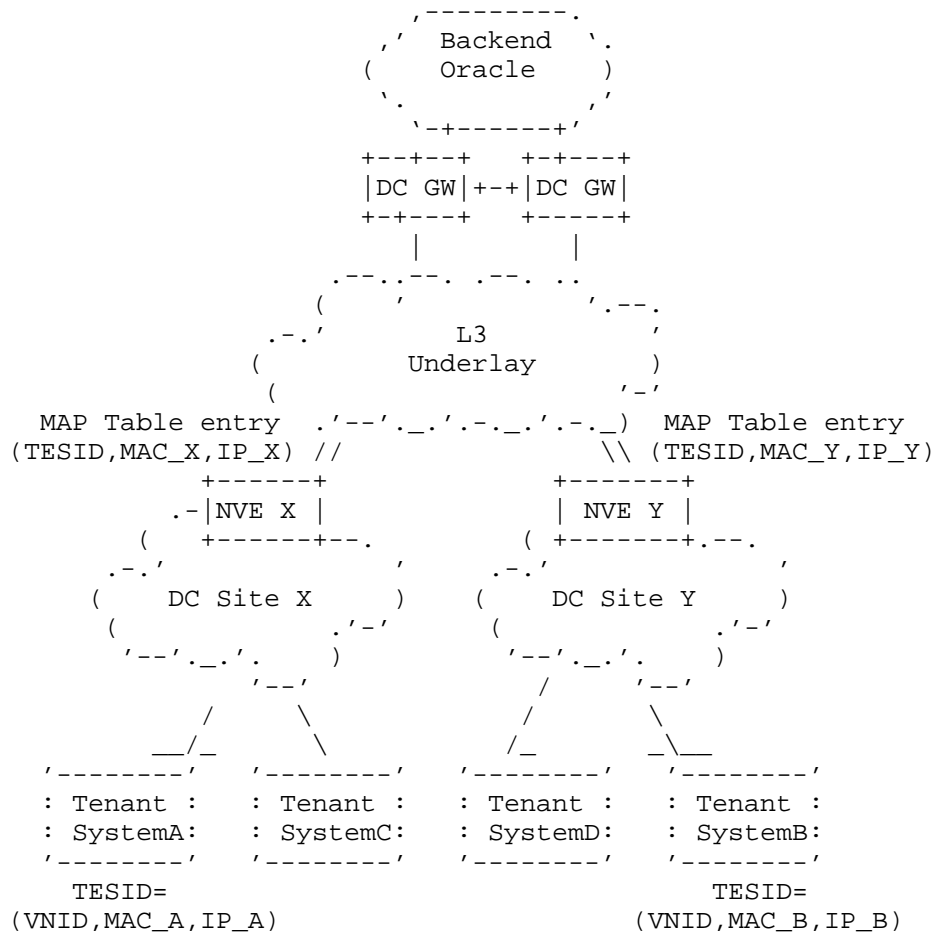 Backend
Oracle
DC GW DC GW
L3
Underlay
MAP Table entry MAP Table entry
(TESID,MAC_X,IP_X) (TESID,MAC_Y,IP_Y)
NVE X NVE Y
DC Site X DC Site Y
Tenant Tenant Tenant Tenant
SystemA SystemC SystemD SystemB
TESID= TESID=
(VNID,MAC_A,IP_A) (VNID,MAC_B,IP_B)